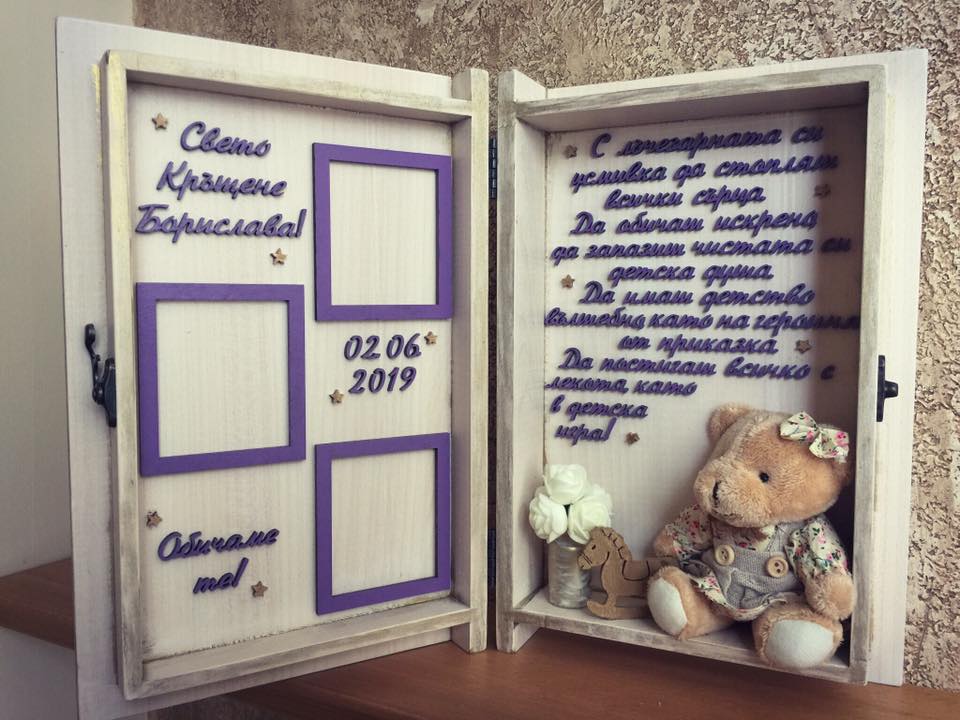 Свето
Кръщене
Борислава!
02.06.
2019
Обичаме
те!
С лъчезарната си
усмивка да стопляш
всички сърца
Да обичаш искрено
да запазиш чистата си
детска душа
Да имаш детство
вълшебно, като на героиня
от приказка
Да постигаш всичко с
лекота, като
в детска
игра!